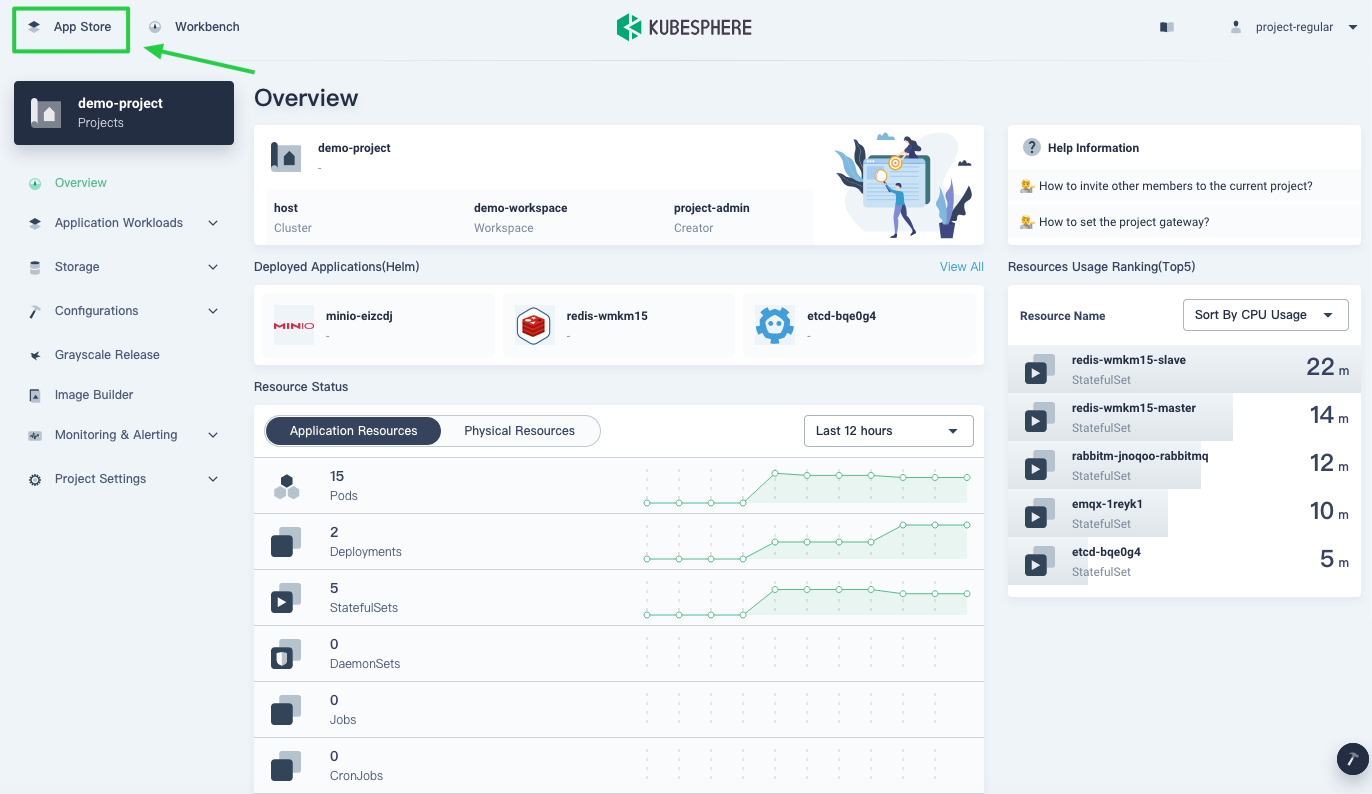 App Store
Workbench
KUBESPHERE
project-regular
demo-project
Projects
Overview
Application Workloads
Storage
Configurations
Grayscale Release
Image Builder
Monitoring & Alerting
Project Settings
Overview
demo-project
-
host
Cluster
demo-workspace
Workspace
project-admin
Creator
Deployed Applications(Helm)
View All
MINIO
minio-eizcdj
-
redis-wmkm15
-
etcd-bqe0g4
-
Resource Status
Application Resources
Physical Resources
Last 12 hours
15
Pods
2
Deployments
5
StatefulSets
0
DaemonSets
0
Jobs
0
CronJobs
? Help Information
How to invite other members to the current project?
How to set the project gateway?
Resources Usage Ranking(Top5)
Resource Name
Sort By CPU Usage
redis-wmkm15-slave
StatefulSet
22 m
redis-wmkm15-master
StatefulSet
14 m
rabbitm-jnoqoo-rabbitmq
StatefulSet
12 m
emqx-1reyk1
StatefulSet
10 m
etcd-bqe0g4
StatefulSet
5 m